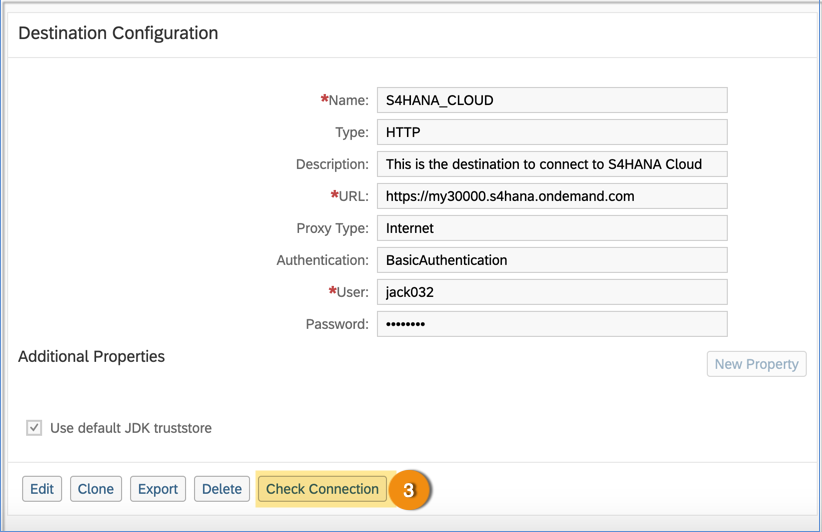 Destination Configuration
*Name: S4HANA_CLOUD
Type: HTTP
Description: This is the destination to connect to S4HANA Cloud
*URL: https://my30000.s4hana.ondemand.com
Proxy Type: Internet
Authentication: BasicAuthentication
*User: jack032
Password: ••••••••
Additional Properties
New Property
Use default JDK truststore
Edit Clone Export Delete Check Connection 3